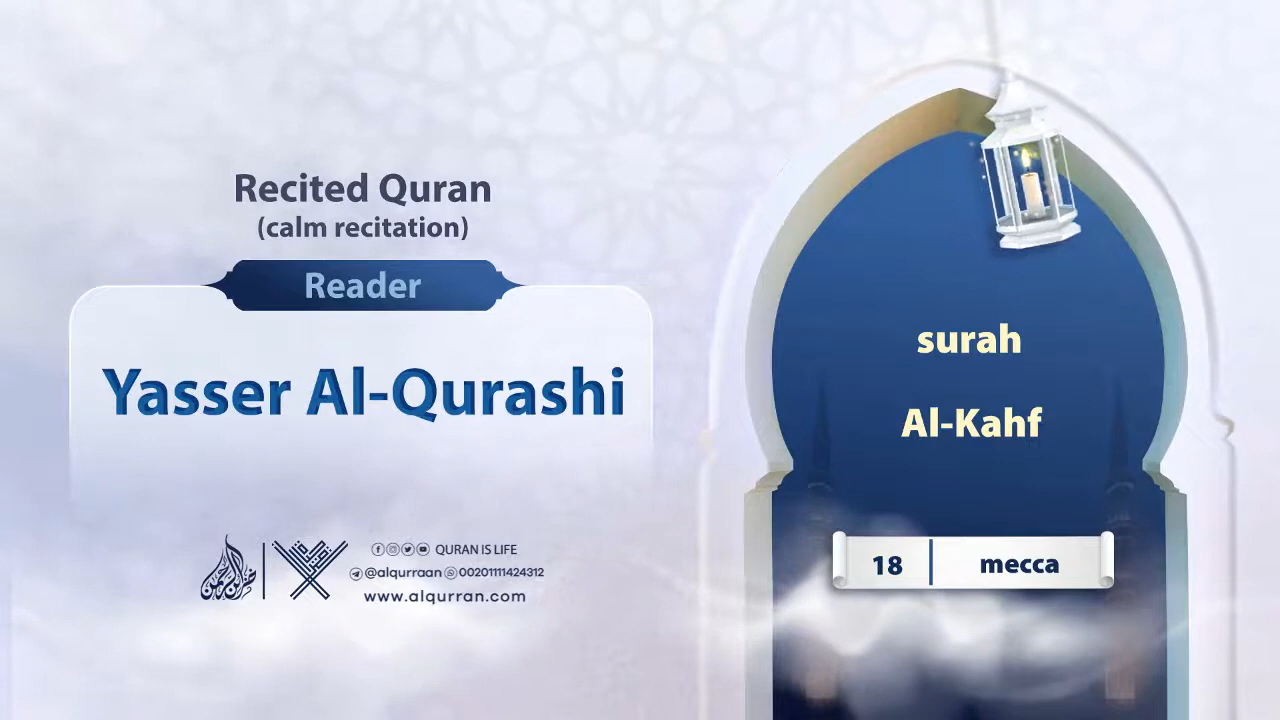 Recited Quran
(calm recitation)
Reader
Yasser Al-Qurashi
QURAN IS LIFE
@alqurraan 00201111424312
www.alqurran.com
surah
Al-Kahf
18 mecca